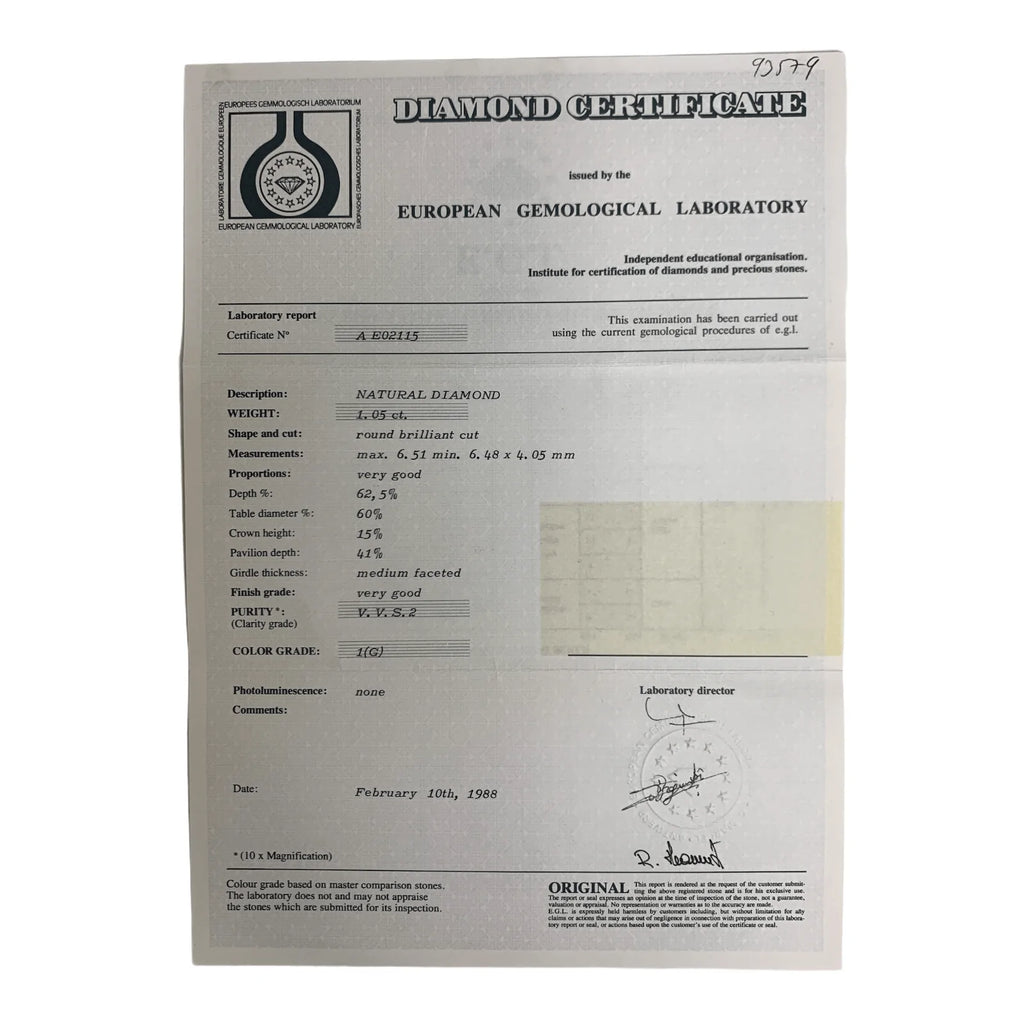 93579
EUROPEES GEMMOLOGISCH LABORATORIUM
LABORATOIRE GEMMOLOGIQUE EUROPEEN
EUROPAISCHES GEMMOLOGISCHES LABORATORIUM
EUROPEAN GEMMOLOGICAL LABORATORY
DIAMOND CERTIFICATE
issued by the
EUROPEAN GEMOLOGICAL LABORATORY
Independent educational organisation.
Institute for certification of diamonds and precious stones.
Laboratory report
Certificate Nº A E02115
This examination has been carried out
using the current gemological procedures of e.g.l.
Description: NATURAL DIAMOND
WEIGHT: 1.05 ct.
Shape and cut: round brilliant cut
Measurements: max. 6.51 min. 6.48 x 4.05 mm
Proportions: very good
Depth %: 62,5%
Table diameter %: 60%
Crown height: 15%
Pavilion depth: 41%
Girdle thickness: medium faceted
Finish grade: very good
PURITY*: V.V.S.2
(Clarity grade)
COLOR GRADE: 1(G)
Photoluminescence: none
Comments:
Laboratory director
Date: February 10th, 1988
* (10 x Magnification)
Colour grade based on master comparison stones.
The laboratory does not and may not appraise
the stones which are submitted for its inspection.
ORIGINAL This report is rendered at the request of the customer submit-
ting the above registered stone and is for his exclusive use.
The report or seal expresses an opinion at the time of inspection of the stone, not a guarantee,
valuation or appraisal. No representation or warranties as to the accuracy are made.
E.G.L. is expressly held harmless by customers including, but without limitation for ally
claims or actions that may arise out of negligence in connection with preparation of this labora-
tory report or seal, or actions based upon the customer's use of the certificate or seal.